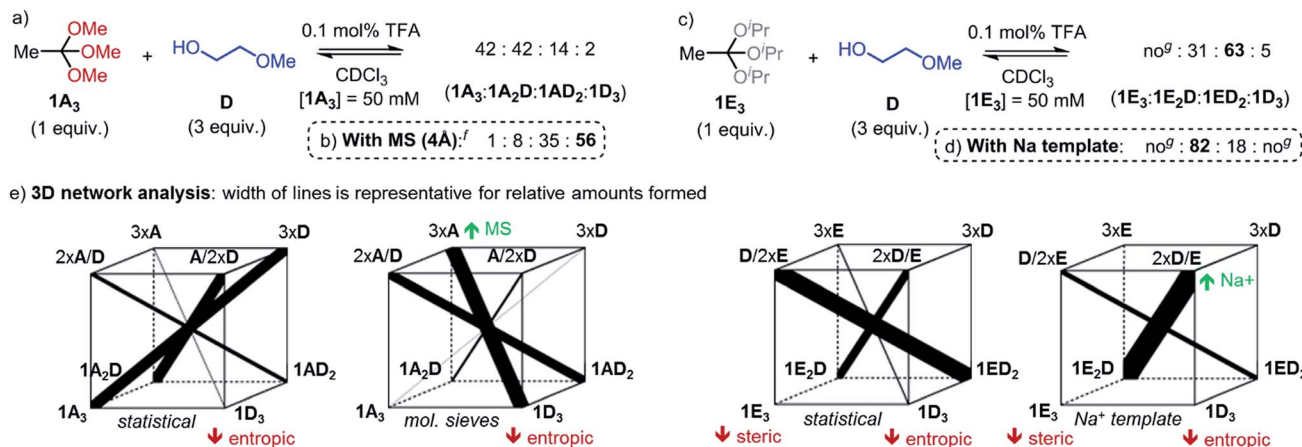 a)
OMe
Me OMe
OMe
1A3
(1 equiv.)
+
HO
OMe
D
(3 equiv.)
0.1 mol% TFA
CDCl3
[1A3] = 50 mM
42 : 42 : 14 : 2
(1A3:1A2D:1AD2:1D3)
b) With MS (4Å):f 1 : 8 : 35 : 56
c)
OiPr
Me OiPr
OiPr
1E3
(1 equiv.)
+
HO
OMe
D
(3 equiv.)
0.1 mol% TFA
CDCl3
[1E3] = 50 mM
nog : 31 : 63 : 5
(1E3:1E2D:1ED2:1D3)
d) With Na template: nog : 82 : 18 : nog
e) 3D network analysis: width of lines is representative for relative amounts formed
3xA 3xD
2xA/D A/2xD
1A2D 1AD2
1A3 statistical 1D3
entropic
3xA MS 3xD
2xA/D A/2xD
1A2D 1AD2
1A3 mol. sieves 1D3
entropic
3xE 3xD
D/2xE 2xD/E
1E2D 1ED2
1E3 statistical 1D3
steric entropic
3xE 3xD
D/2xE 2xD/E Na+
1E2D 1ED2
1E3 Na+ template 1D3
steric entropic